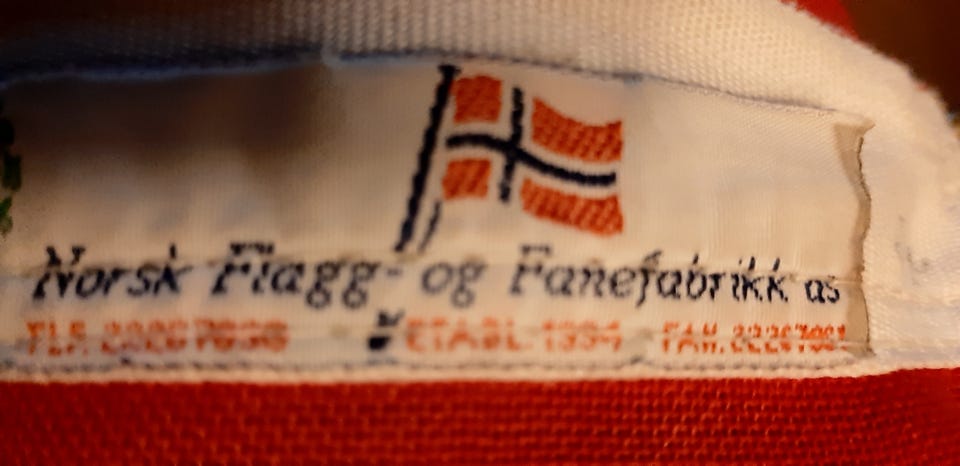 Norsk Flagg- og Fanefabrikk as
TLF. ETABL. FAX.